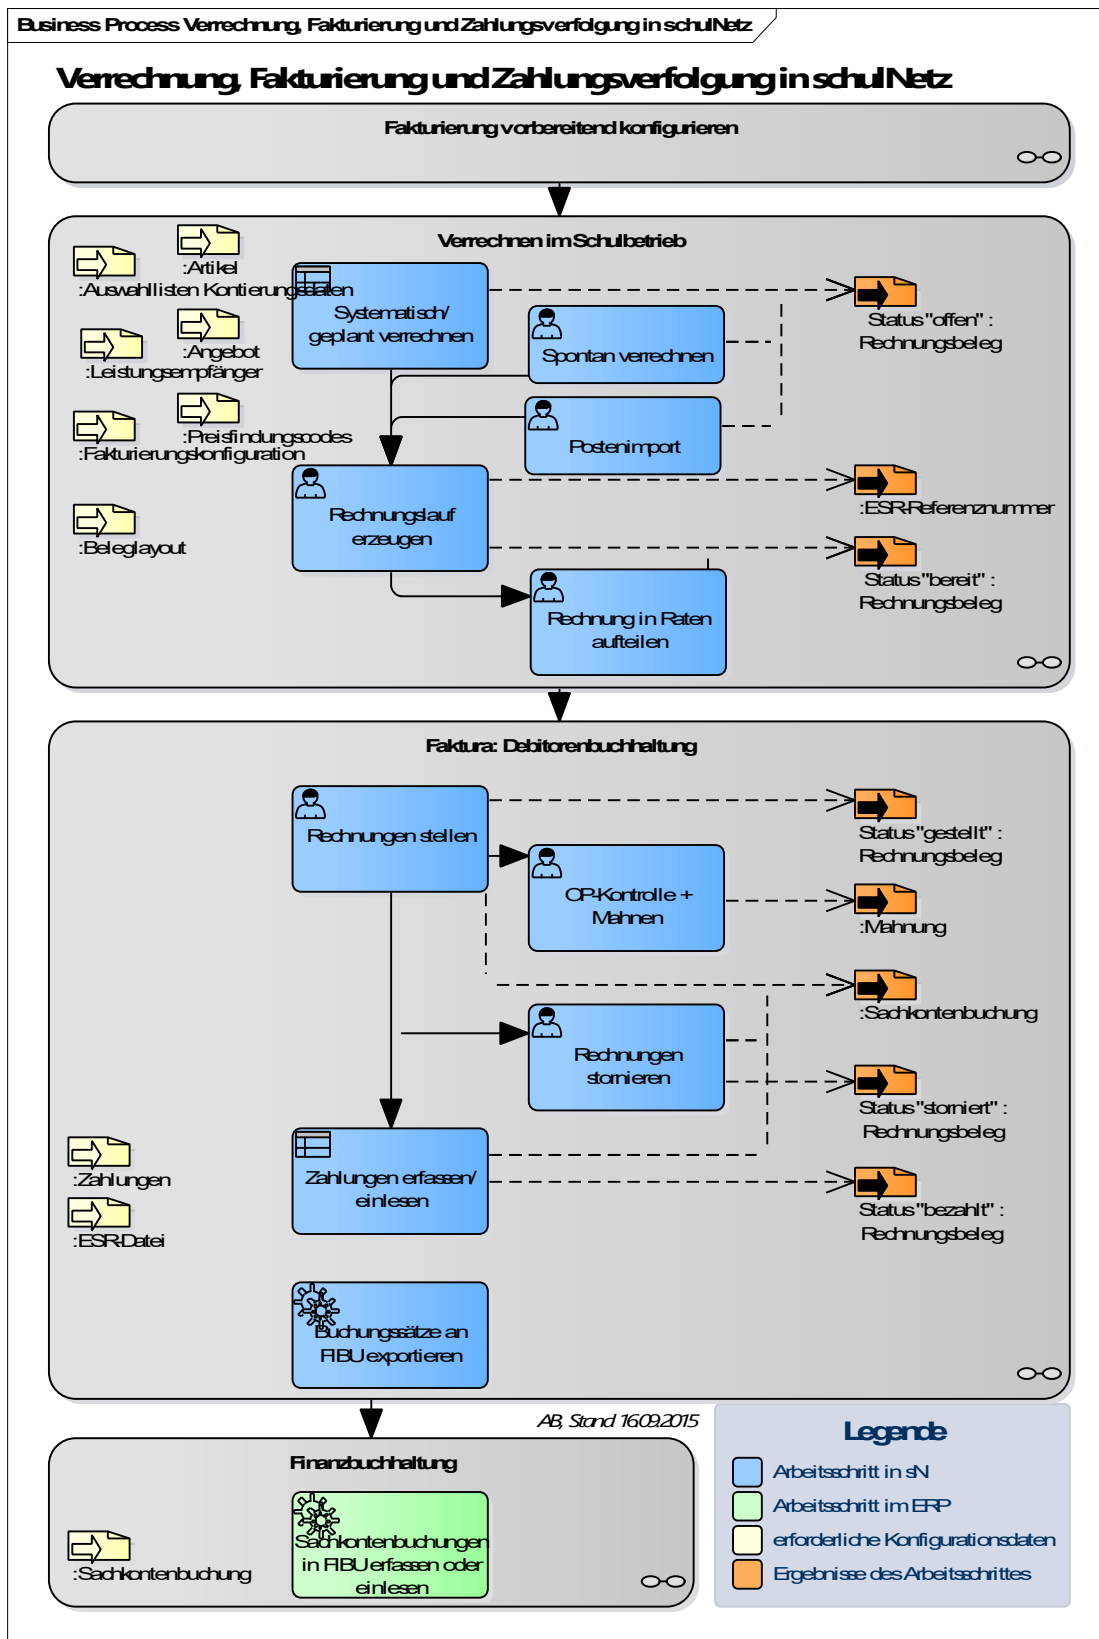 Business Process Verrechnung, Fakturierung und Zahlungsverfolgung in schulNetz
Verrechnung, Fakturierung und Zahlungsverfolgung in schulNetz
Fakturierung vorbereitend konfigurieren
Verrechnen im Schulbetrieb
:Artikel
:Auswahllisten Kontierungsdaten
:Angebot
:Leistungsempfänger
:Preisfindungscodes
:Fakturierungskonfiguration
:Beleglayout
Systematisch/
geplant verrechnen
Spontan verrechnen
Postenimport
Rechnungslauf
erzeugen
Rechnung in Raten
aufteilen
Status "offen" :
Rechnungsbeleg
:ESR-Referenznummer
Status "bereit" :
Rechnungsbeleg
Faktura: Debitorenbuchhaltung
Rechnungen stellen
OP-Kontrolle +
Mahnen
Rechnungen
stornieren
Zahlungen erfassen/
einlesen
Buchungssätze an
FIBU exportieren
:Zahlungen
:ESR-Datei
Status "gestellt" :
Rechnungsbeleg
:Mahnung
:Sachkontenbuchung
Status "storniert" :
Rechnungsbeleg
Status "bezahlt" :
Rechnungsbeleg
AB, Stand 16.09.2015
Finanzbuchhaltung
:Sachkontenbuchung
Sachkontenbuchungen
in FIBU erfassen oder
einlesen
Legende
Arbeitsschritt in sN
Arbeitsschritt im ERP
erforderliche Konfigurationsdaten
Ergebnisse des Arbeitsschrittes